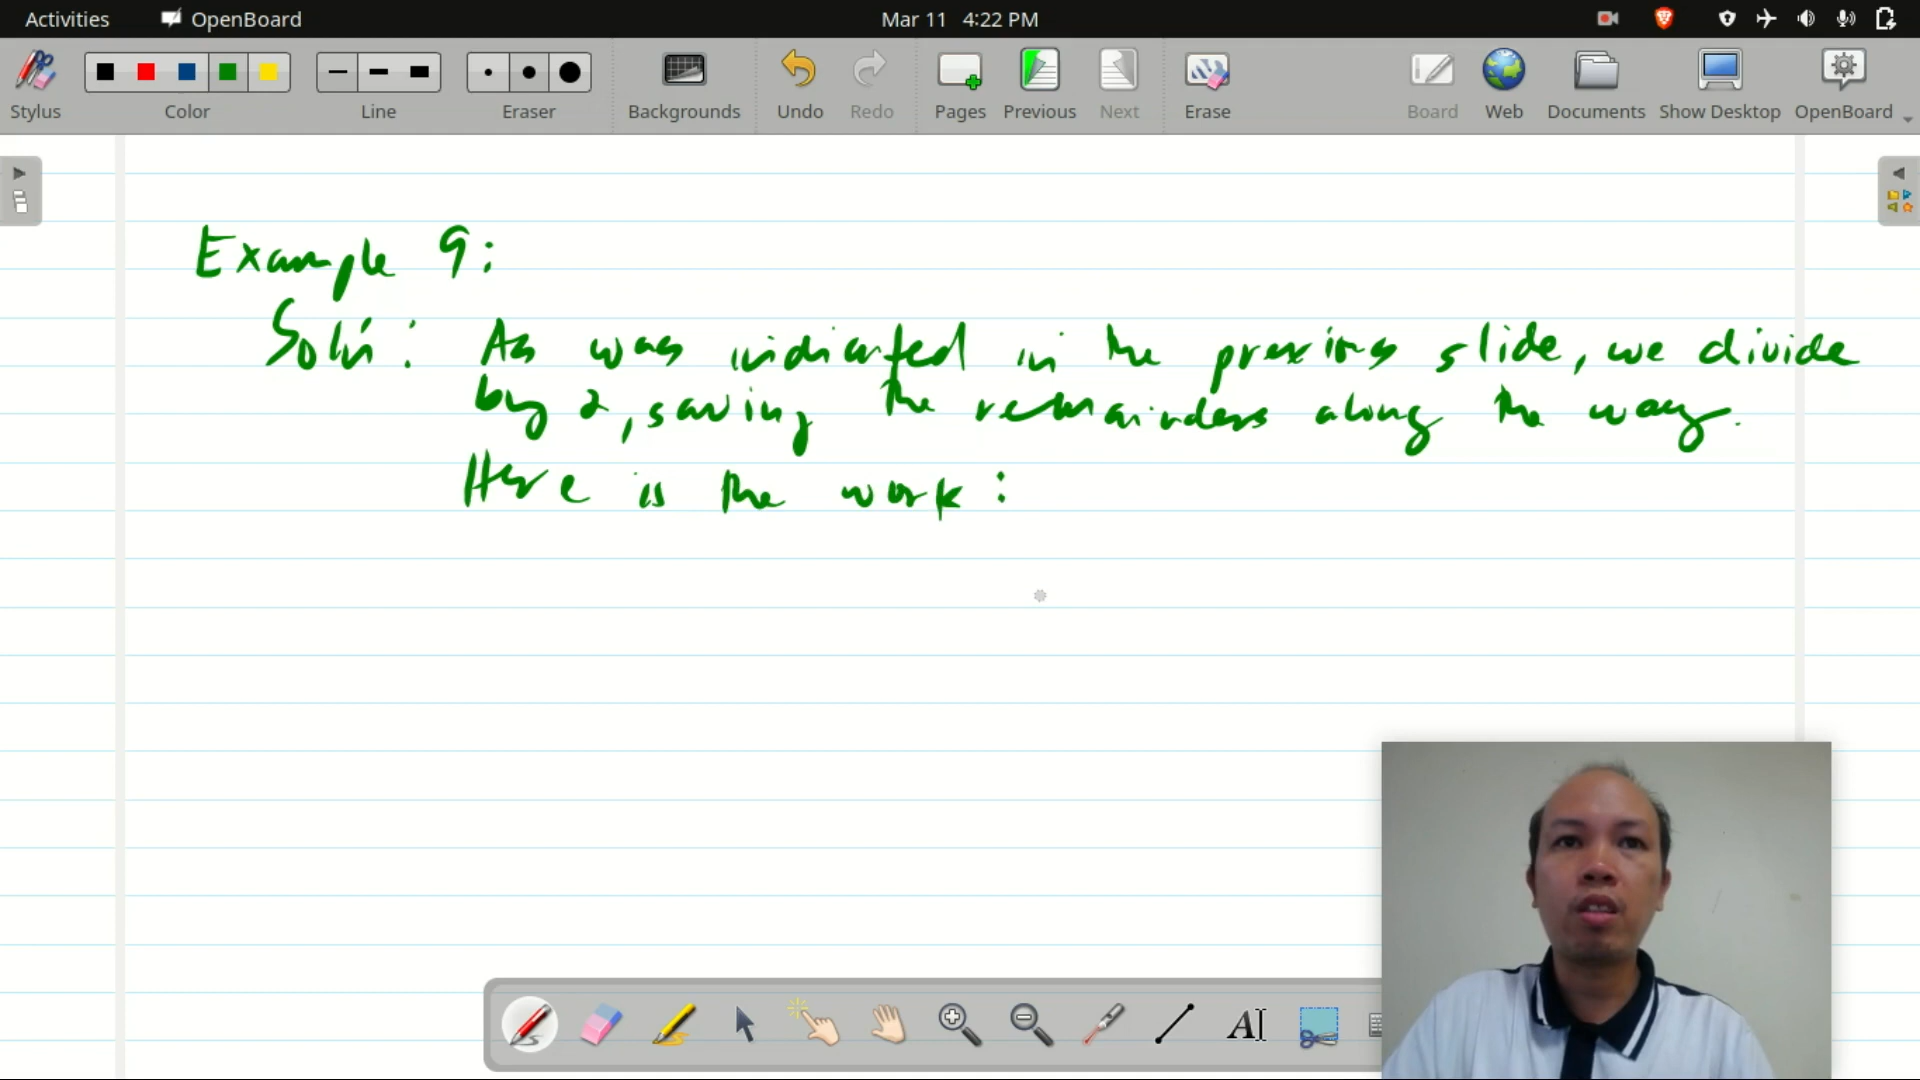 Activities OpenBoard Mar 11 4:22 PM
Stylus Color Line Eraser Backgrounds Undo Redo Pages Previous Next Erase Board Web Documents Show Desktop OpenBoard
Example 9:
Sol'n: As was indicated in the previous slide, we divide
by 2, saving the remainders along the way.
Here is the work: